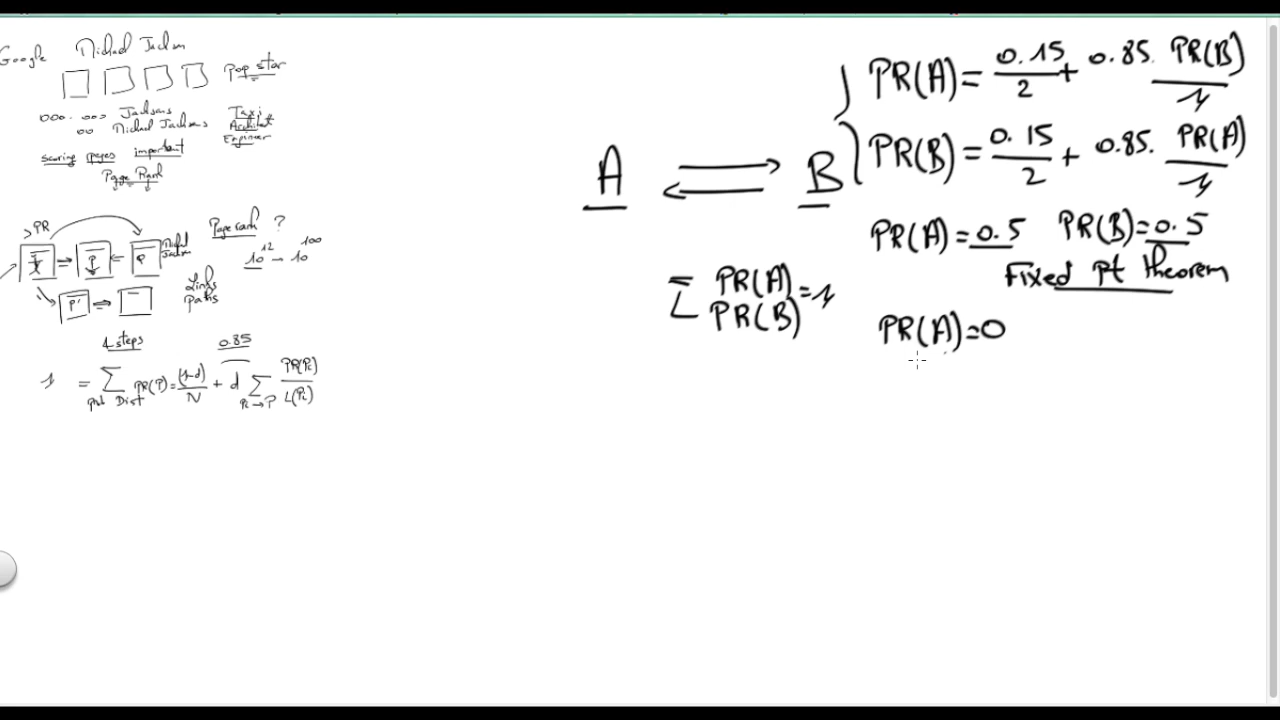 Google Michael Jackson
Pop star
000. 000 Jacksons
00 Michael Jacksons
Taxi
Architect
Engineer
scoring pages important
Page Rank
PR
Page rank ?
10^12 → 10^100
P
Michael
Jackson
Links
paths
P'
4 steps
0.85
1 = ∑ PR(P) = (1-d)/N + d ∑ PR(Pi)/L(Pi)
Prob Dist
Pi → P
PR(A) = 0.15/2 + 0.85. PR(B)/1
PR(B) = 0.15/2 + 0.85. PR(A)/1
A ⇄ B
PR(A) = 0.5 PR(B) = 0.5
Fixed pt theorem
∑ PR(A) = 1
PR(B)
PR(A)=0